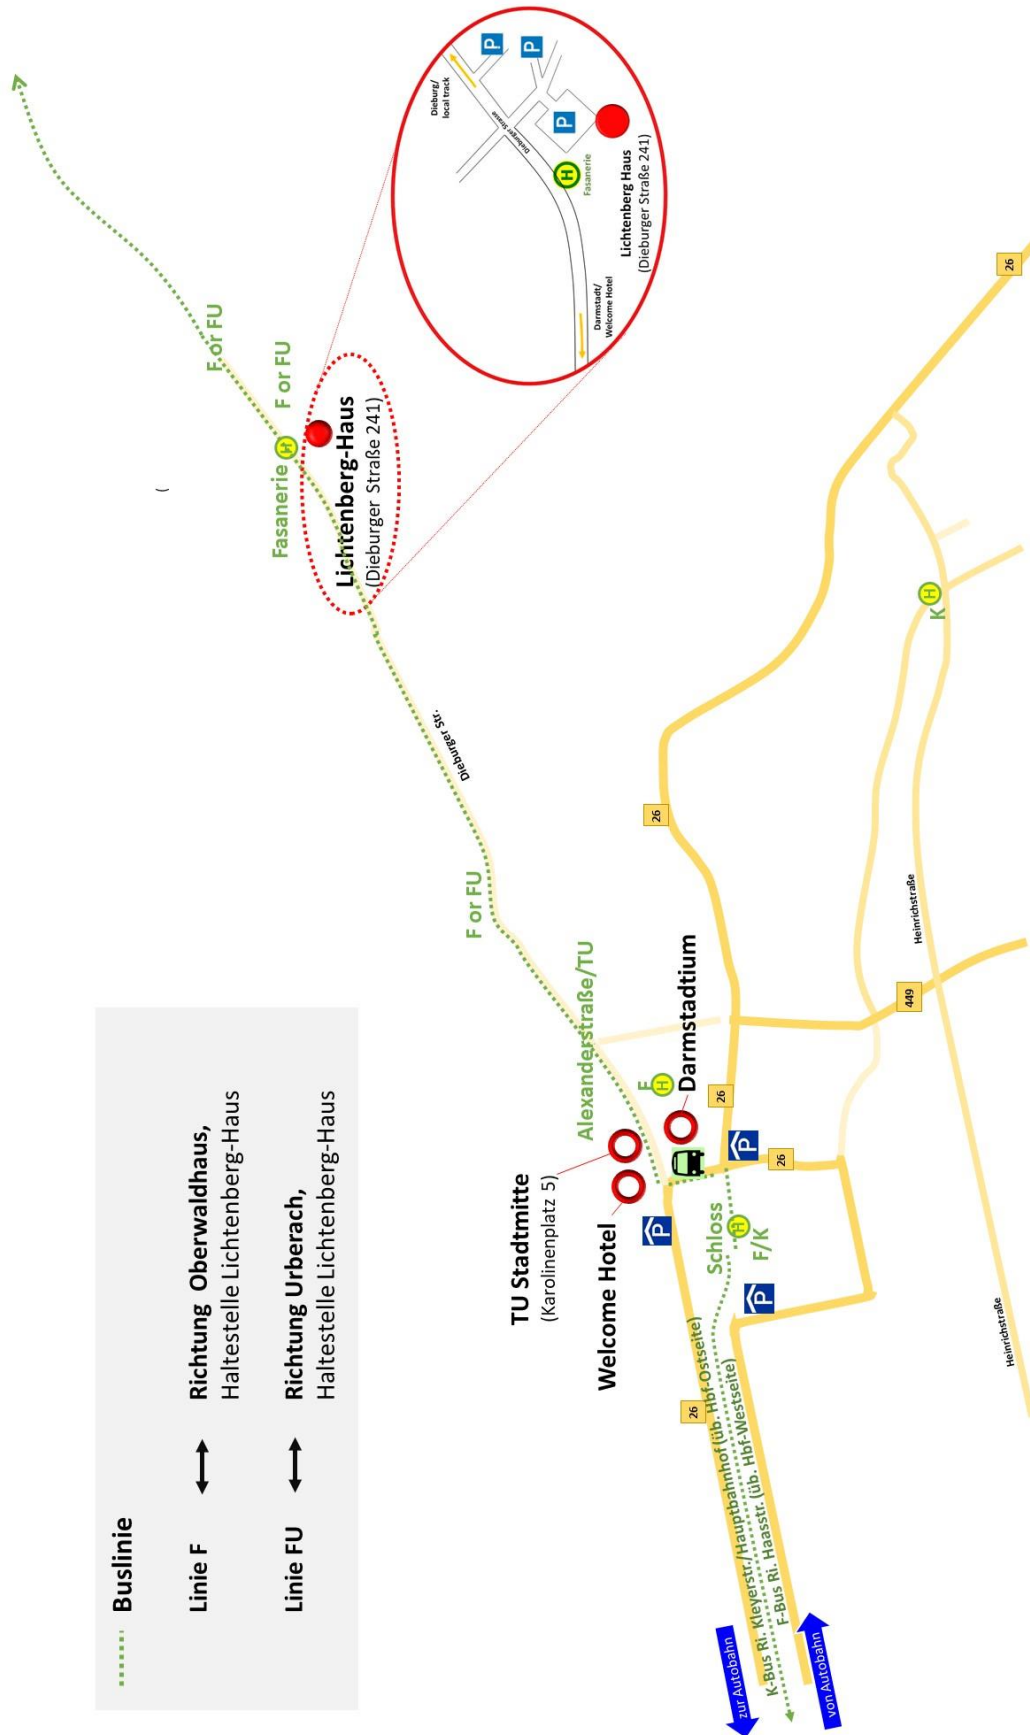 Buslinie
Linie F
Richtung Oberwaldhaus,
Haltestelle Lichtenberg-Haus
Linie FU
Richtung Urberach,
Haltestelle Lichtenberg-Haus
F or FU
Fasanerie
H
F or FU
Lichtenberg-Haus
(Dieburger Straße 241)
(
Dieburg/
local track
P
P
P
Dieburger Strasse
H
Fasanerie
Lichtenberg Haus
(Dieburger Straße 241)
Darmstadt/
Welcome Hotel
Dieburger Str.
F or FU
Alexanderstraße/TU
TU Stadtmitte
(Karolinenplatz 5)
Welcome Hotel
F
H
Darmstadtium
Schloss
H
F/K
P
P
P
26
26
26
26
26
449
K
H
Heinrichstraße
Heinrichstraße
K-Bus Ri. Kleyerstr./Hauptbahnhof (üb. Hbf-Ostseite)
F-Bus Ri. Haasstr. (üb. Hbf-Westseite)
zur Autobahn
von Autobahn